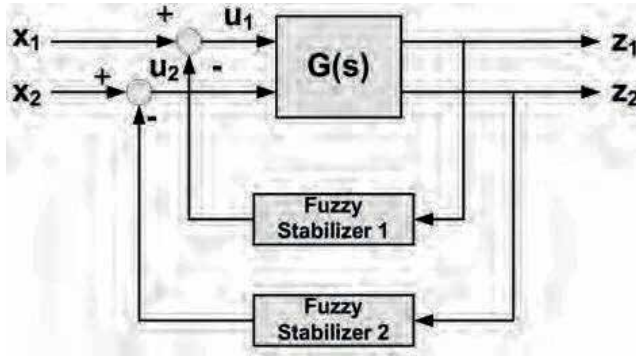 + u₁
x₁ z₁
- G(s)
+ u₂
x₂ z₂
-
Fuzzy
Stabilizer 1
Fuzzy
Stabilizer 2